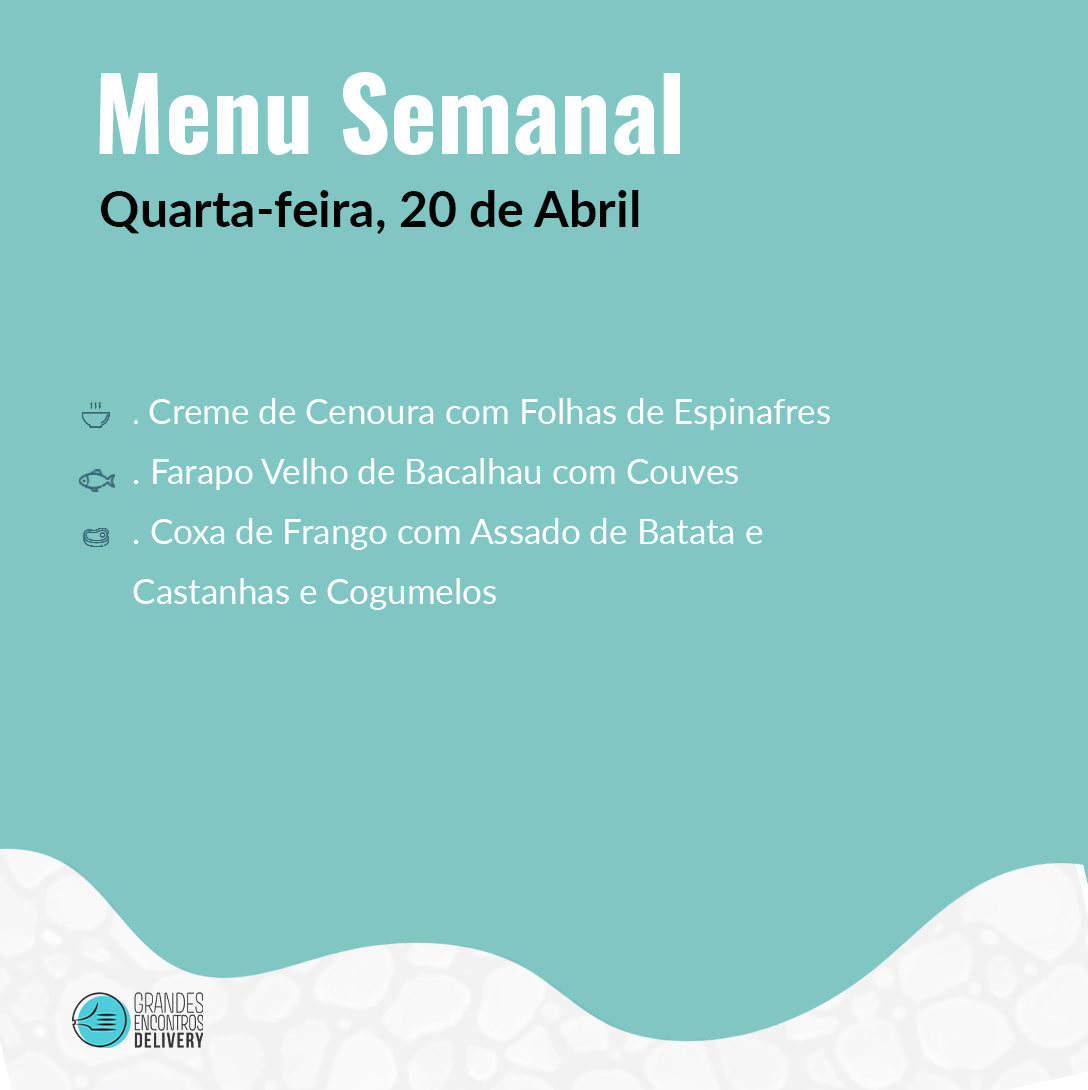 Menu Semanal
Quarta-feira, 20 de Abril
. Creme de Cenoura com Folhas de Espinafres
. Farapo Velho de Bacalhau com Couves
. Coxa de Frango com Assado de Batata e
Castanhas e Cogumelos
GRANDES
ENCONTROS
DELIVERY